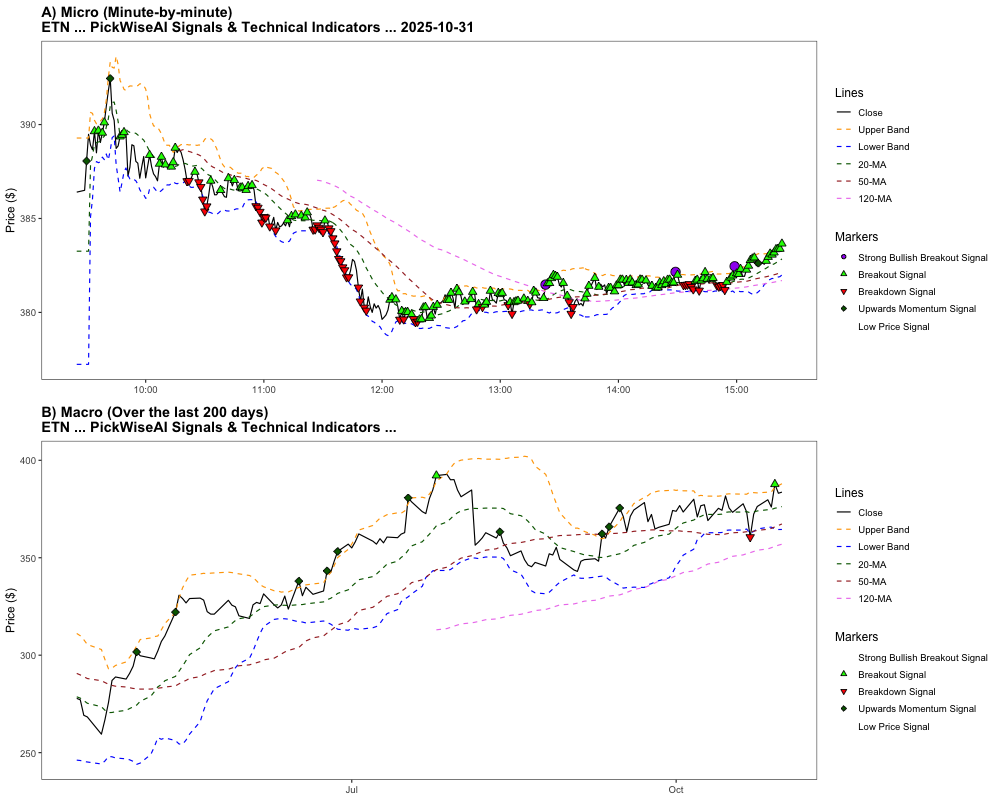 A) Micro (Minute-by-minute)
ETN ... PickWiseAI Signals & Technical Indicators ... 2025-10-31
Price ($)
390
385
380
10:00
11:00
12:00
13:00
14:00
15:00
Lines
Close
Upper Band
Lower Band
20-MA
50-MA
120-MA
Markers
Strong Bullish Breakout Signal
Breakout Signal
Breakdown Signal
Upwards Momentum Signal
Low Price Signal
B) Macro (Over the last 200 days)
ETN ... PickWiseAI Signals & Technical Indicators ...
Price ($)
400
350
300
250
Jul
Oct
Lines
Close
Upper Band
Lower Band
20-MA
50-MA
120-MA
Markers
Strong Bullish Breakout Signal
Breakout Signal
Breakdown Signal
Upwards Momentum Signal
Low Price Signal